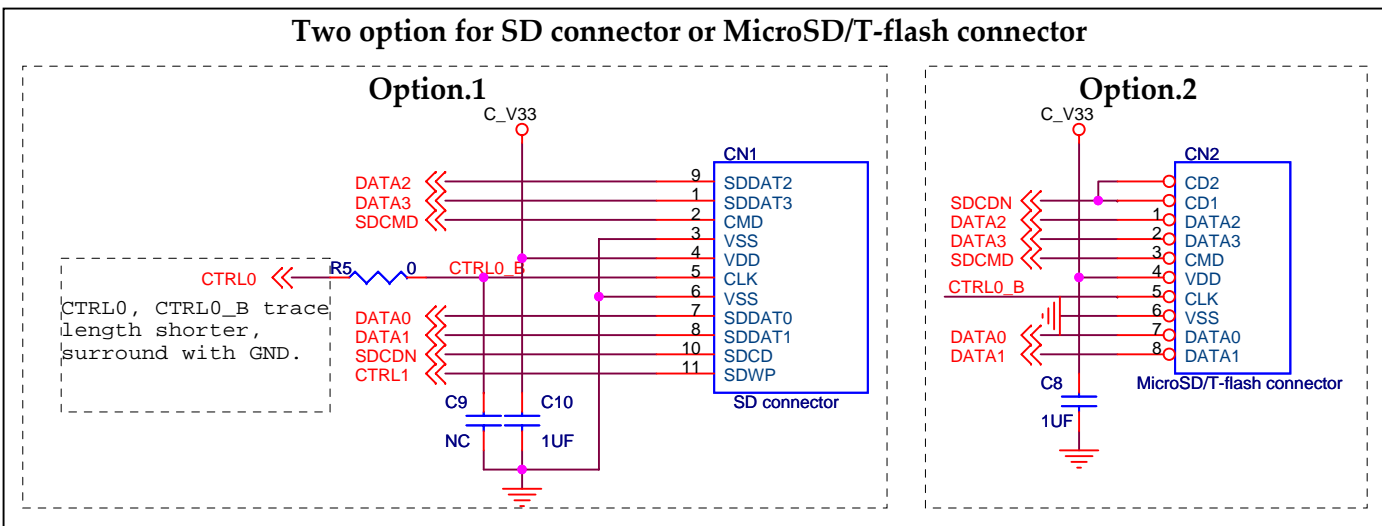 Two option for SD connector or MicroSD/T-flash connector
Option.1
C_V33
CN1
DATA2 9 SDDAT2
DATA3 1 SDDAT3
SDCMD 2 CMD
3 VSS
4 VDD
CTRL0 R5 0 CTRL0_B 5 CLK
6 VSS
DATA0 7 SDDAT0
DATA1 8 SDDAT1
SDCDN 10 SDCD
CTRL1 11 SDWP
SD connector
CTRL0, CTRL0_B trace
length shorter,
surround with GND.
C9 C10
NC 1UF
Option.2
C_V33
CN2
CD2
SDCDN CD1
DATA2 1 DATA2
DATA3 2 DATA3
SDCMD 3 CMD
4 VDD
CTRL0_B 5 CLK
6 VSS
DATA0 7 DATA0
DATA1 8 DATA1
MicroSD/T-flash connector
C8
1UF